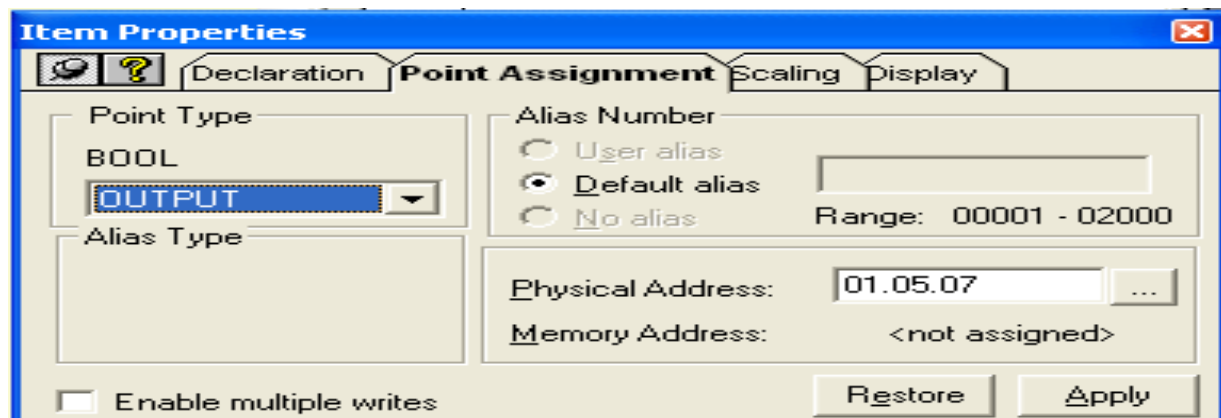 Item Properties
Declaration Point Assignment Scaling Display
Point Type
BOOL
OUTPUT
Alias Type
Alias Number
User alias
Default alias
No alias
Range: 00001 - 02000
Physical Address: 01.05.07 ...
Memory Address: <not assigned>
Enable multiple writes
Restore Apply